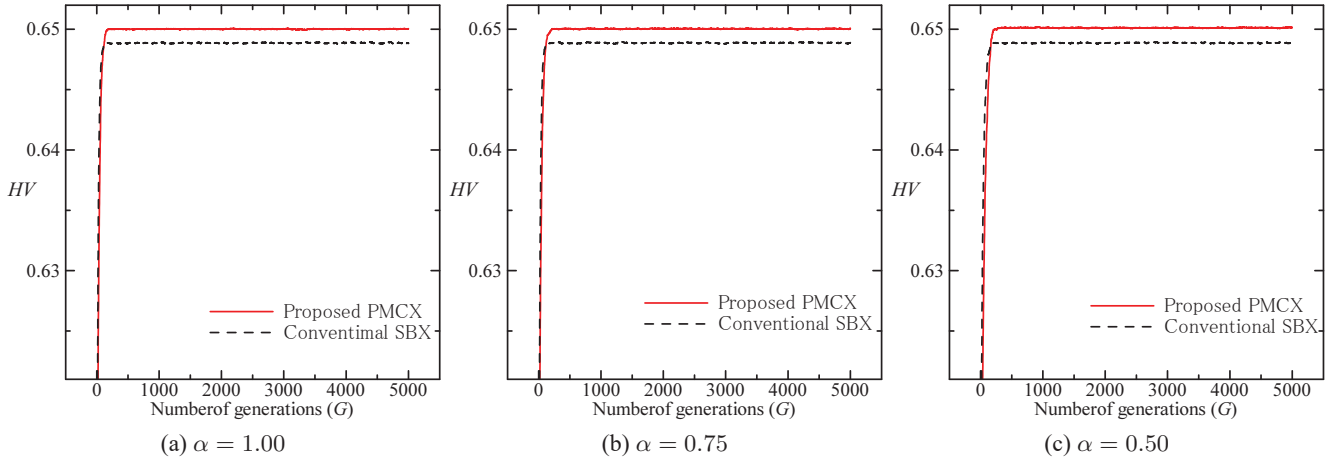 0.65
0.64
HV
0.63
Proposed PMCX
Conventimal SBX
0 1000 2000 3000 4000 5000
Numberof generations (G)
(a) α = 1.00
0.65
0.64
HV
0.63
Proposed PMCX
Conventional SBX
0 1000 2000 3000 4000 5000
Numberof generations (G)
(b) α = 0.75
0.65
0.64
HV
0.63
Proposed PMCX
Conventional SBX
0 1000 2000 3000 4000 5000
Numberof generations (G)
(c) α = 0.50